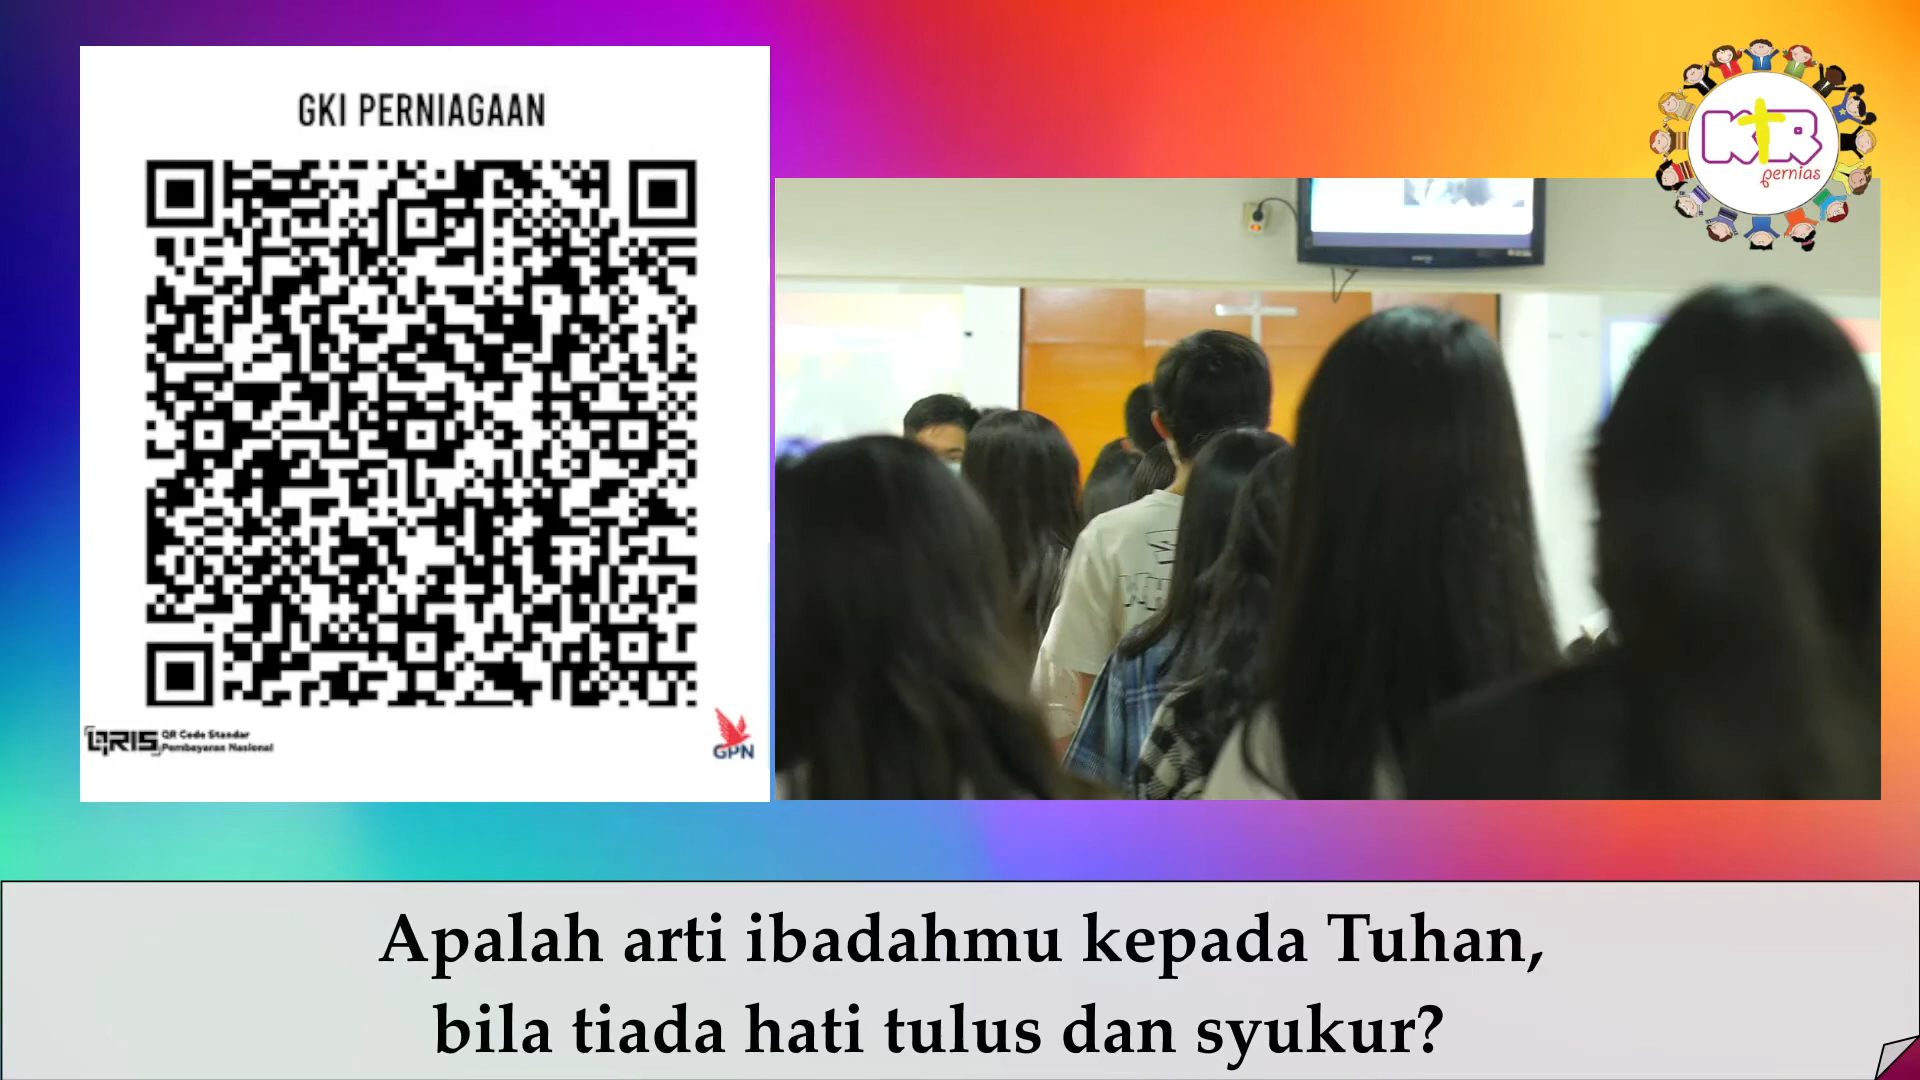 GKI PERNIAGAAN
QRIS
QR Code Standar
Pembayaran Nasional
GPN
KTR
pernias
Apalah arti ibadahmu kepada Tuhan,
bila tiada hati tulus dan syukur?